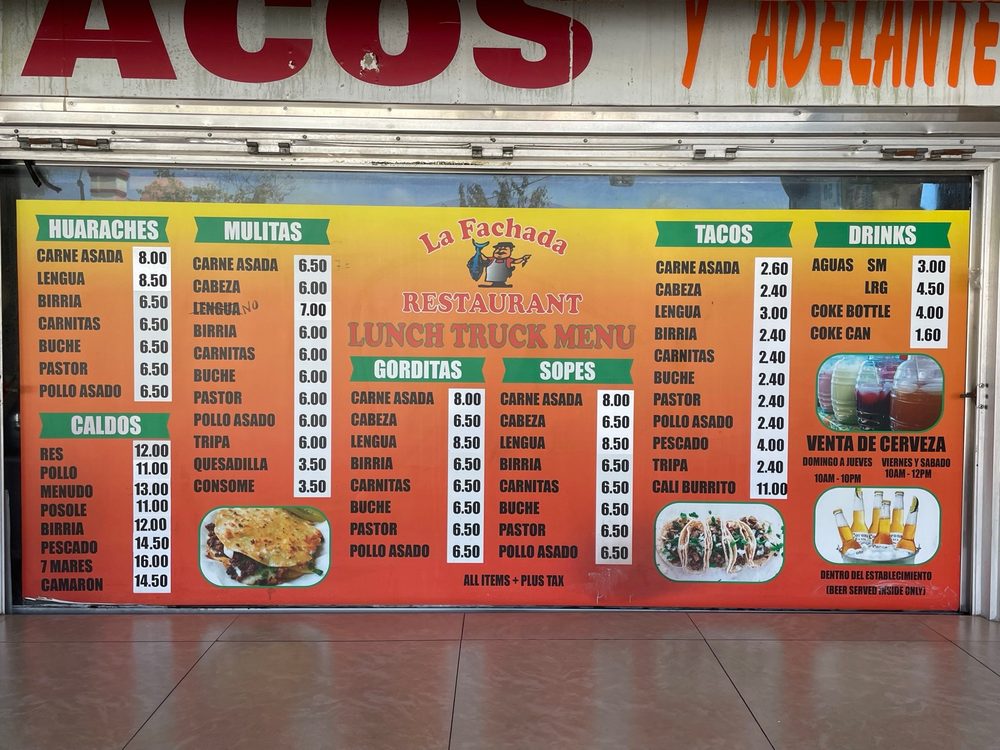 ACOS
Y ADELANTE
La Fachada
RESTAURANT
LUNCH TRUCK MENU
HUARACHES
CARNE ASADA 8.00
LENGUA 8.50
BIRRIA 6.50
CARNITAS 6.50
BUCHE 6.50
PASTOR 6.50
POLLO ASADO 6.50
CALDOS
RES 12.00
POLLO 11.00
MENUDO 13.00
POSOLE 11.00
BIRRIA 12.00
PESCADO 14.50
7 MARES 16.00
CAMARON 14.50
MULITAS
CARNE ASADA 6.50
CABEZA 6.00
LENGUA NO 7.00
BIRRIA 6.00
CARNITAS 6.00
BUCHE 6.00
PASTOR 6.00
POLLO ASADO 6.00
TRIPA 6.00
QUESADILLA 3.50
CONSOME 3.50
GORDITAS
CARNE ASADA 8.00
CABEZA 6.50
LENGUA 8.50
BIRRIA 6.50
CARNITAS 6.50
BUCHE 6.50
PASTOR 6.50
POLLO ASADO 6.50
SOPES
CARNE ASADA 8.00
CABEZA 6.50
LENGUA 8.50
BIRRIA 6.50
CARNITAS 6.50
BUCHE 6.50
PASTOR 6.50
POLLO ASADO 6.50
ALL ITEMS + PLUS TAX
TACOS
CARNE ASADA 2.60
CABEZA 2.40
LENGUA 3.00
BIRRIA 2.40
CARNITAS 2.40
BUCHE 2.40
PASTOR 2.40
POLLO ASADO 2.40
PESCADO 4.00
TRIPA 2.40
CALI BURRITO 11.00
DRINKS
AGUAS SM 3.00
LRG 4.50
COKE BOTTLE 4.00
COKE CAN 1.60
VENTA DE CERVEZA
DOMINGO A JUEVES VIERNES Y SABADO
10AM - 10PM 10AM - 12PM
DENTRO DEL ESTABLECIMIENTO
(BEER SERVED INSIDE ONLY)